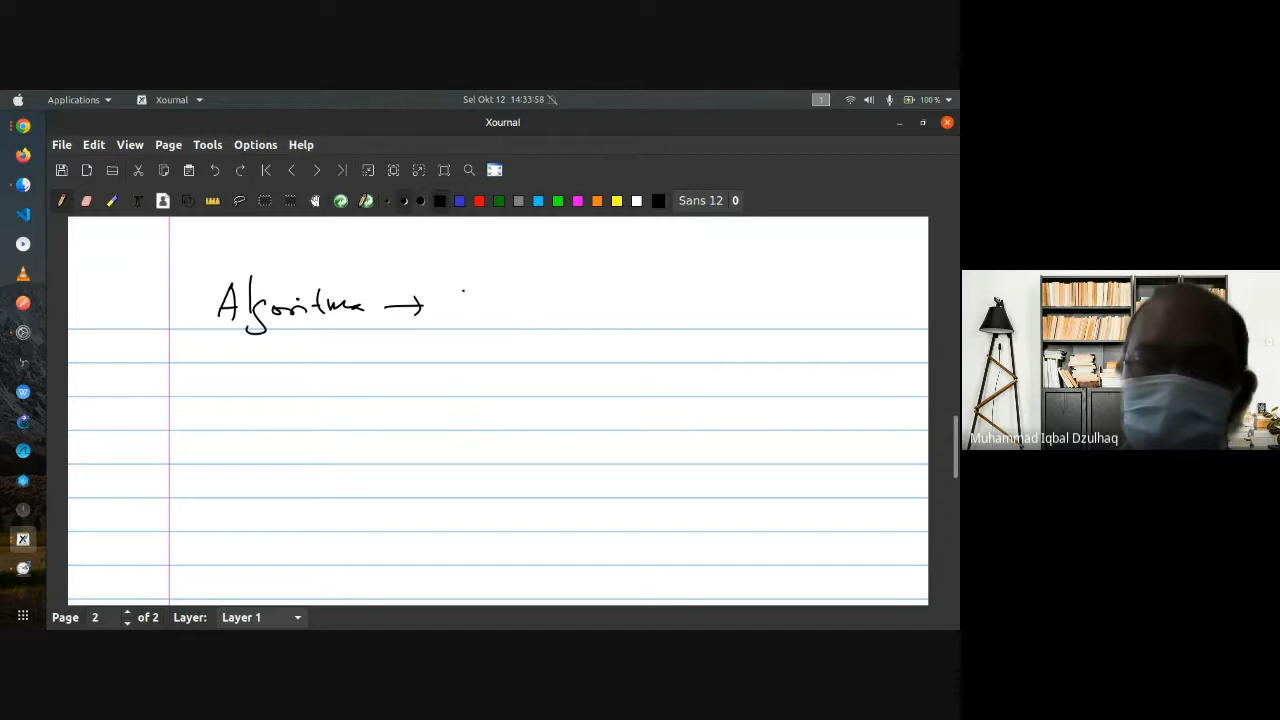 Applications Xournal Sel Okt 12 14:33:58 1 100 %
Xournal
File Edit View Page Tools Options Help
Sans 12 0
Algoritma →
Muhammad Iqbal Dzulhaq
Page 2 of 2 Layer: Layer 1